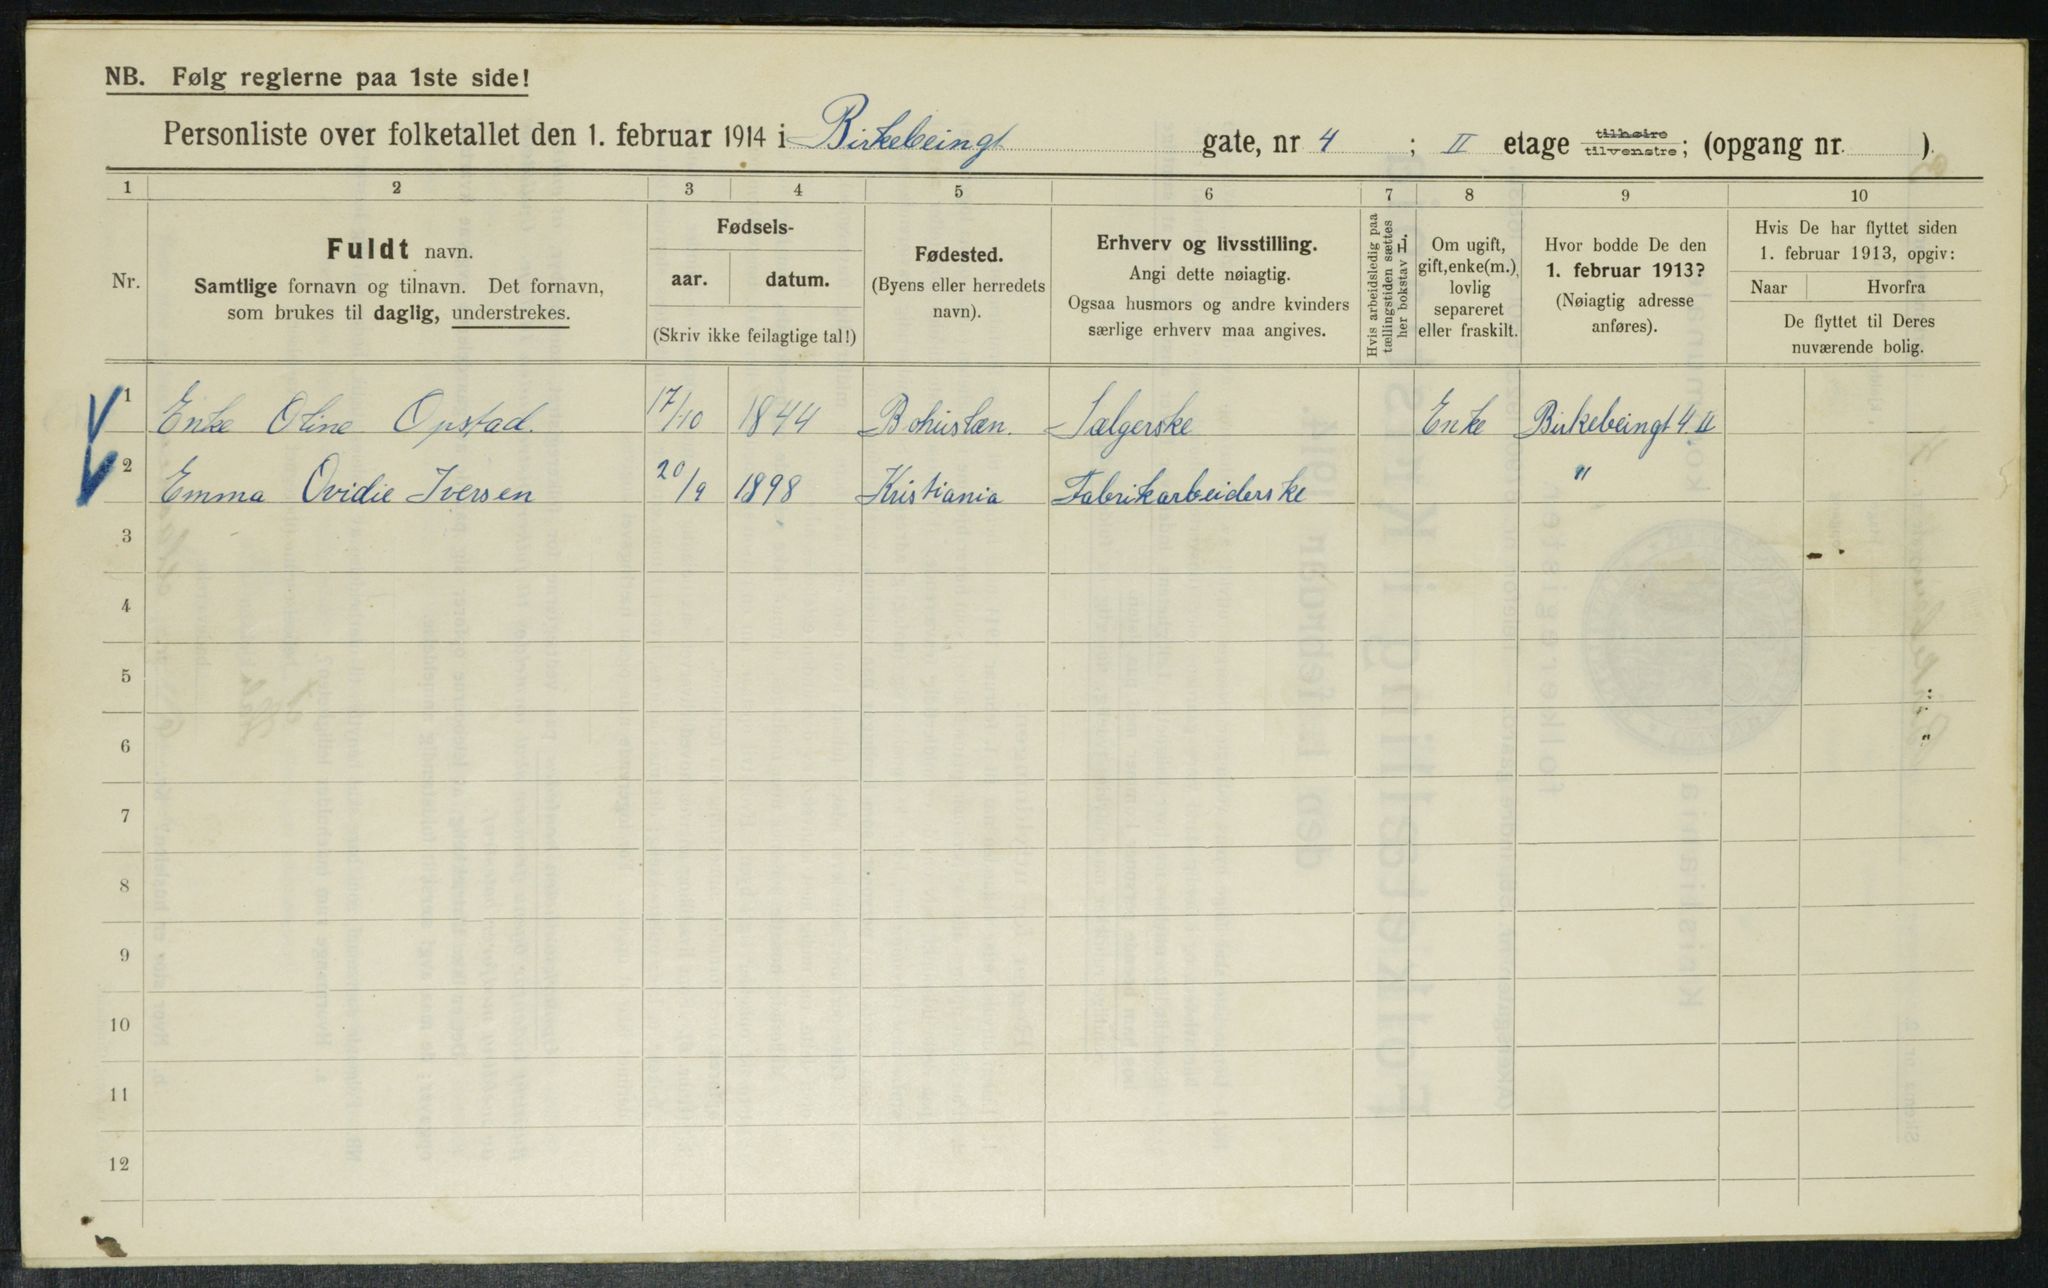 NB. Følg reglerne paa 1ste side!
Personliste over folketallet den 1. februar 1914 i Birkebeingt gate, nr 4 ; II etage tilhøire/tilvenstre; (opgang nr. ).
1 2 3 4 5 6 7 8 9 10
Nr.
Fuldt navn.
Samtlige fornavn og tilnavn. Det fornavn,
som brukes til daglig, understrekes.
Fødsels-
aar. datum.
(Skriv ikke feilagtige tal!)
Fødested.
(Byens eller herredets
navn).
Erhverv og livsstilling.
Angi dette nøiagtig.
Ogsaa husmors og andre kvinders
særlige erhverv maa angives.
Hvis arbeidsledig paa
tællingstiden sættes
her bokstav L.
Om ugift,
gift, enke(m.),
lovlig
separeret
eller fraskilt.
Hvor bodde De den
1. februar 1913?
(Nøiagtig adresse
anføres).
Hvis De har flyttet siden
1. februar 1913, opgiv:
Naar Hvorfra
De flyttet til Deres
nuværende bolig.
1 Enke Oline Opstad. 17/10 1844 Bohuslæn. Sælgerske Enke Birkebeingt 4 II
2 Emma Ovidie Iversen 20/9 1898 Kristiania Fabrikarbeiderske "
3
4
5
6
7
8
9
10
11
12